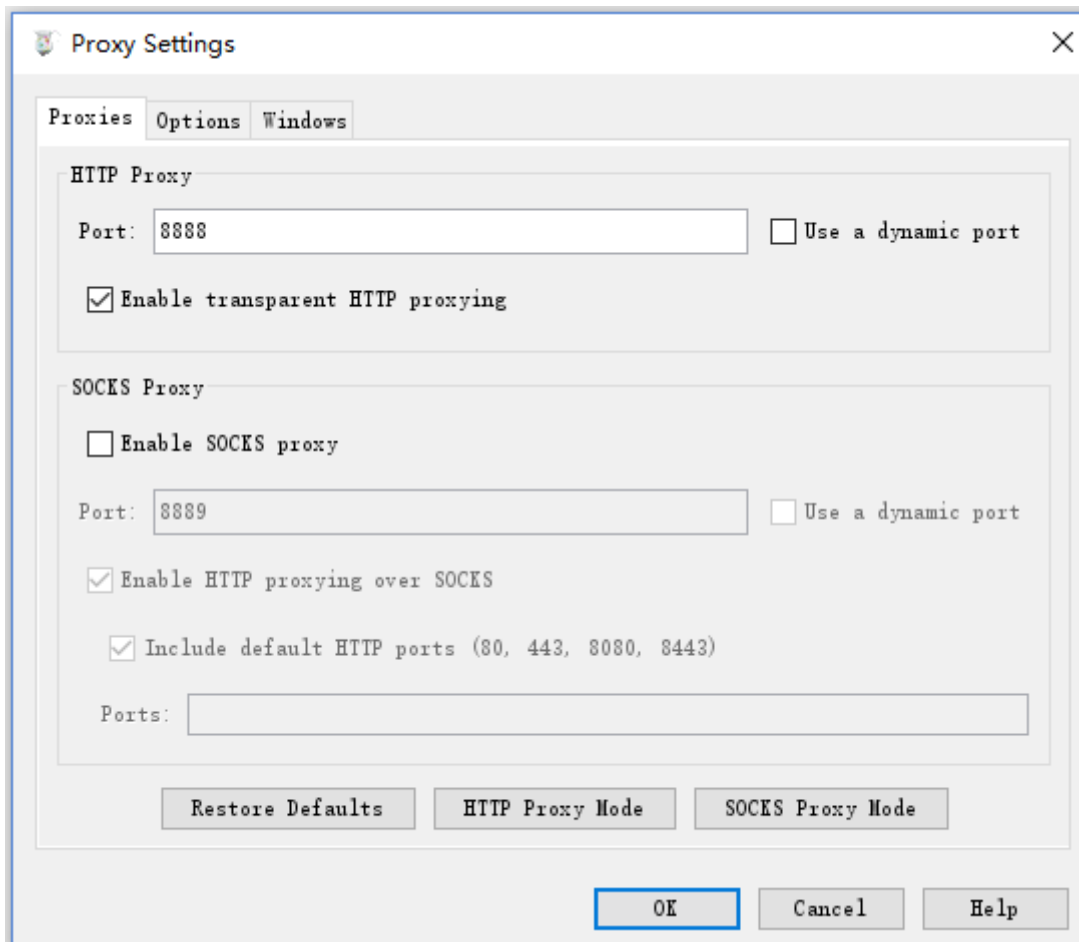 Proxy Settings
Proxies Options Windows
HTTP Proxy
Port: 8888 Use a dynamic port
Enable transparent HTTP proxying
SOCKS Proxy
Enable SOCKS proxy
Port: 8889 Use a dynamic port
Enable HTTP proxying over SOCKS
Include default HTTP ports (80, 443, 8080, 8443)
Ports:
Restore Defaults HTTP Proxy Mode SOCKS Proxy Mode
OK Cancel Help